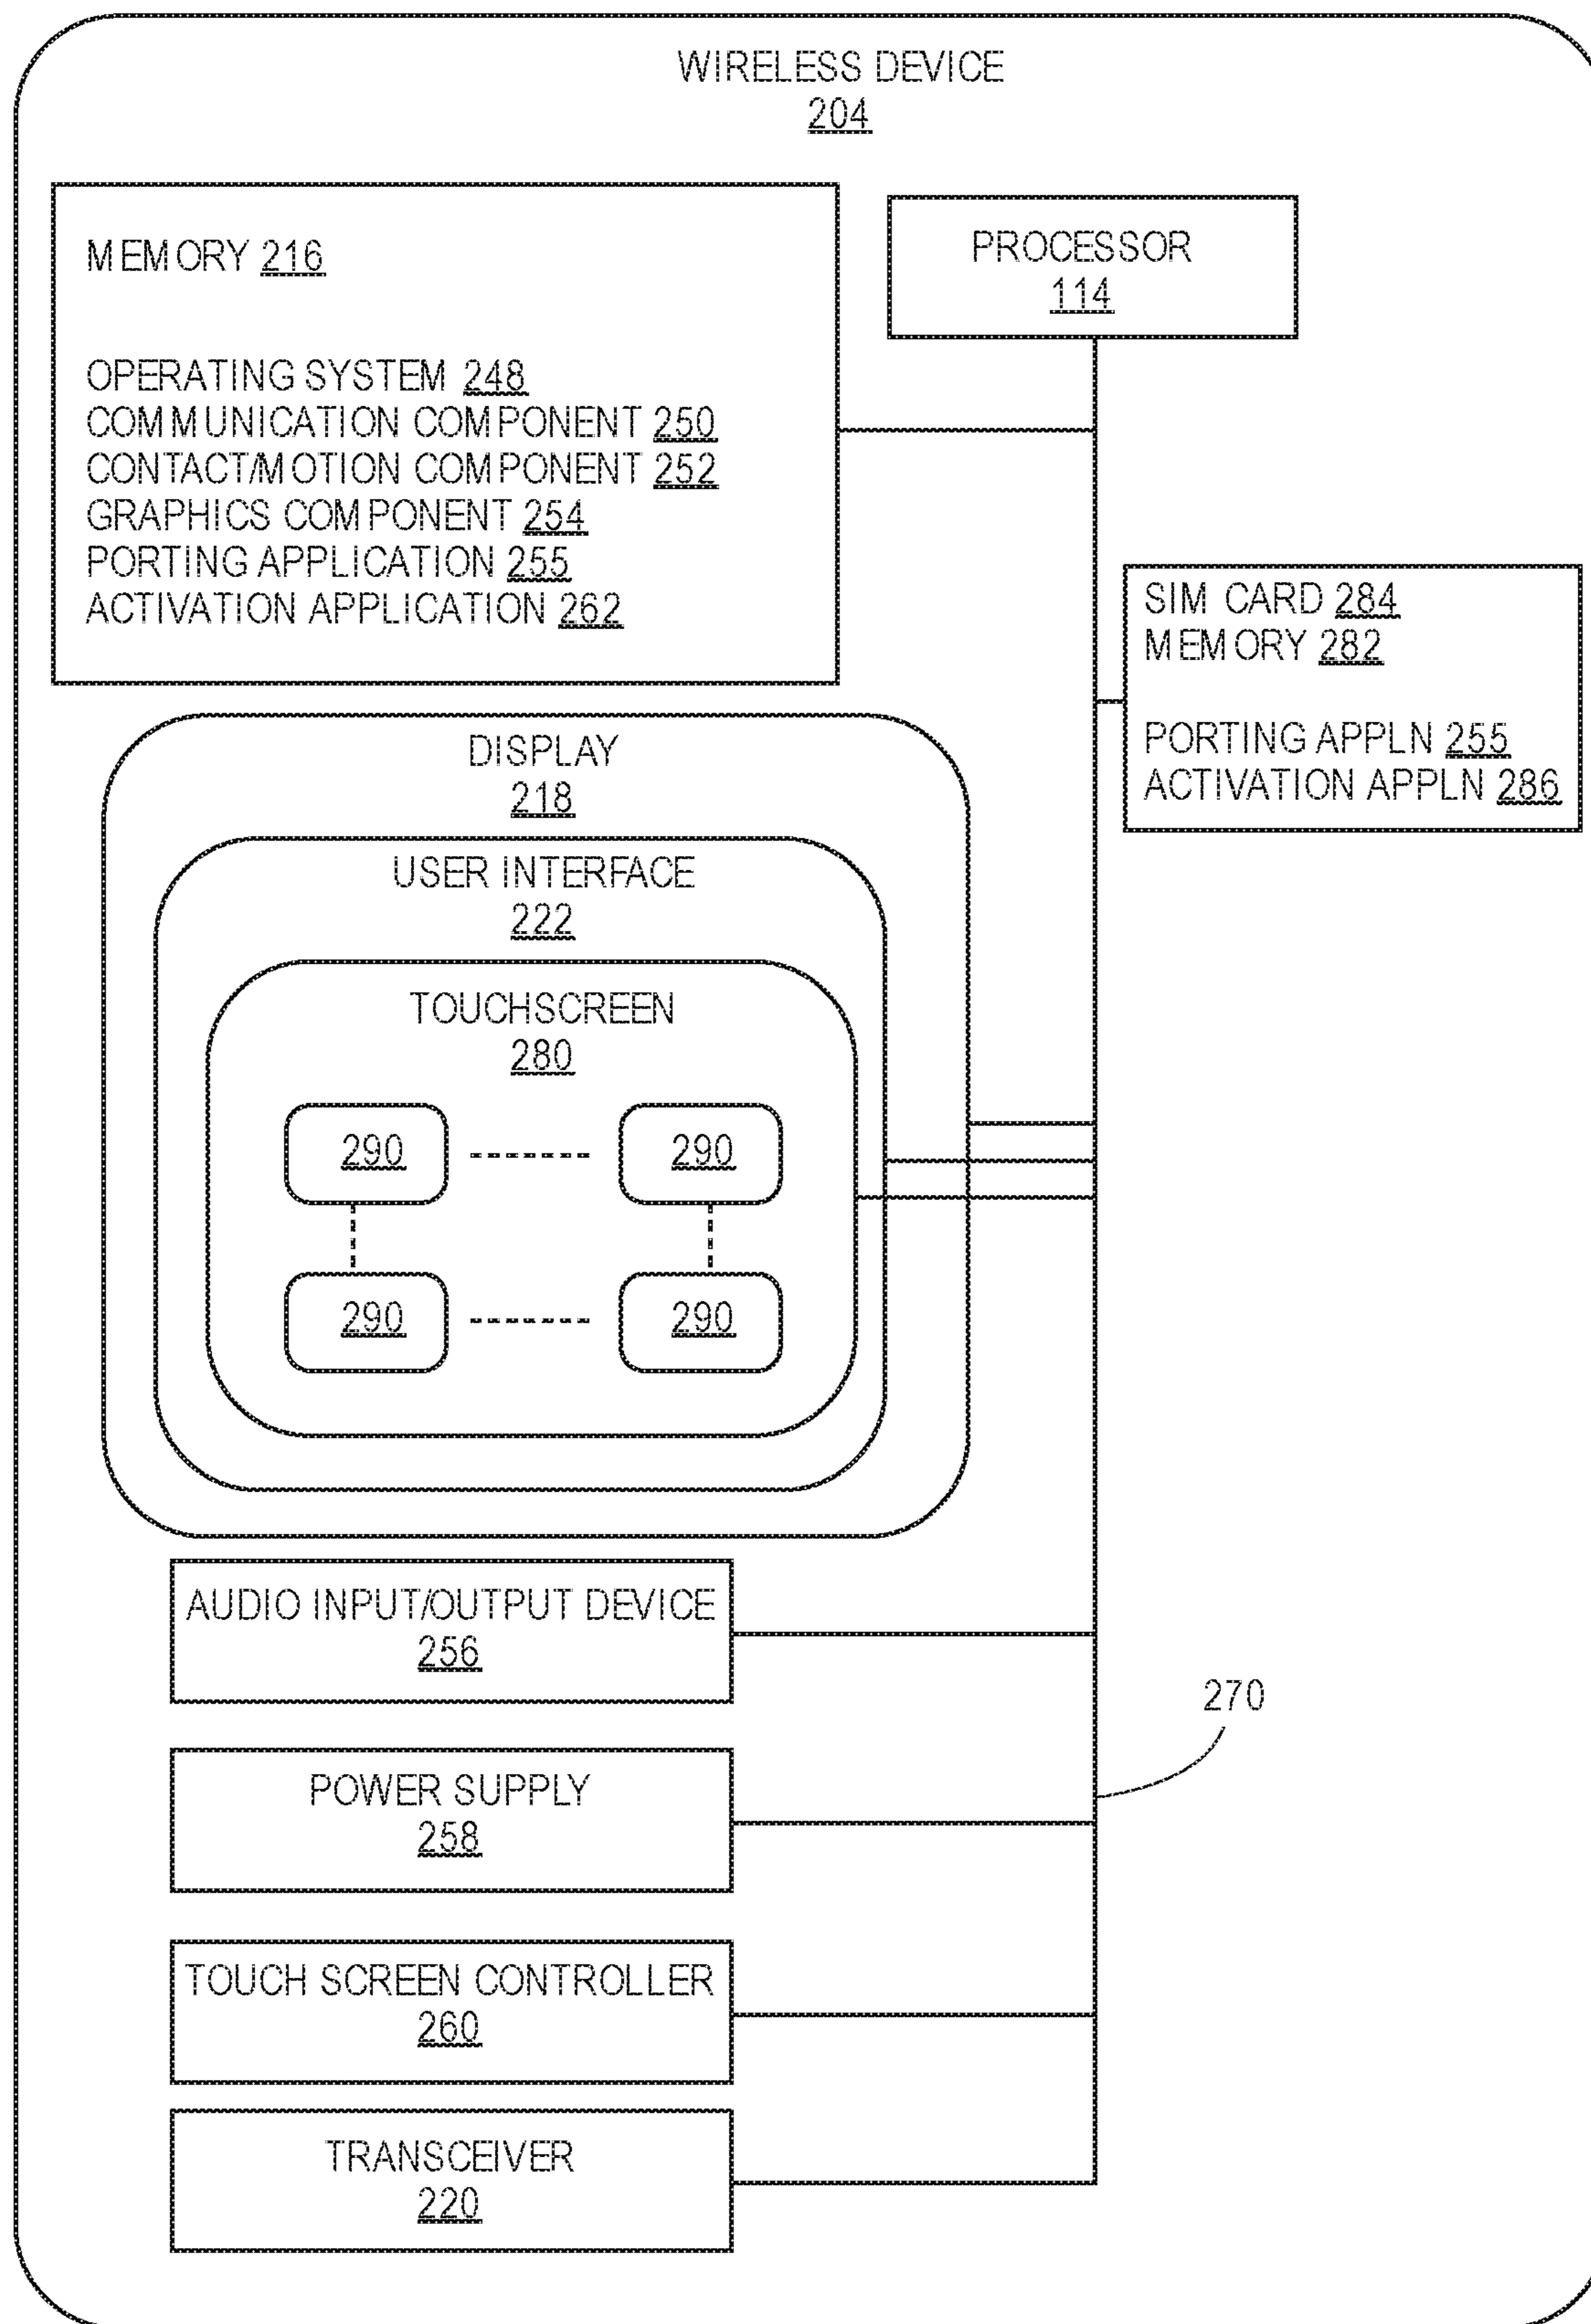 WIRELESS DEVICE
204
MEMORY 216
OPERATING SYSTEM 248
COMMUNICATION COMPONENT 250
CONTACT/MOTION COMPONENT 252
GRAPHICS COMPONENT 254
PORTING APPLICATION 255
ACTIVATION APPLICATION 262
PROCESSOR
114
SIM CARD 284
MEMORY 282
PORTING APPLN 255
ACTIVATION APPLN 286
DISPLAY
218
USER INTERFACE
222
TOUCHSCREEN
280
290 290
290 290
AUDIO INPUT/OUTPUT DEVICE
256
270
POWER SUPPLY
258
TOUCH SCREEN CONTROLLER
260
TRANSCEIVER
220